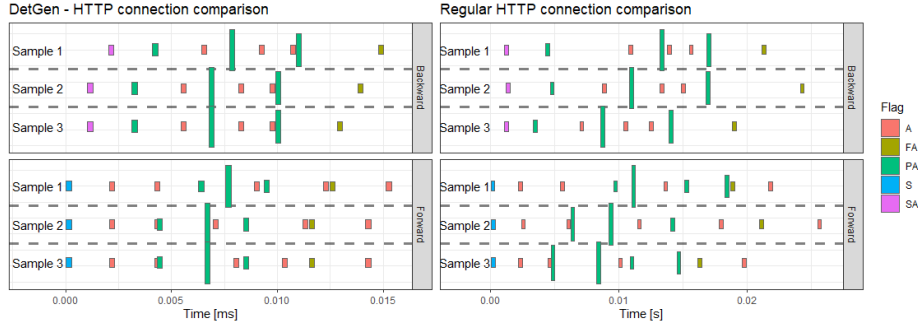 DetGen - HTTP connection comparison
Regular HTTP connection comparison
Sample 1
Sample 2
Sample 3
Backward
Sample 1
Sample 2
Sample 3
Backward
Sample 1
Sample 2
Sample 3
Forward
Sample 1
Sample 2
Sample 3
Forward
0.000
0.005
0.010
0.015
Time [ms]
0.00
0.01
0.02
Time [s]
Flag
A
FA
PA
S
SA